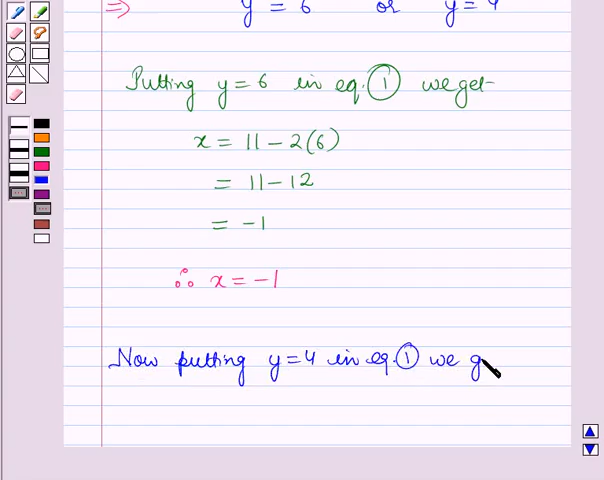 ⇒ y = 6 or y = 4
Putting y = 6 in eq. ① we get
x = 11 - 2(6)
= 11 - 12
= -1
∴ x = -1
Now putting y = 4 in eq. ① we g